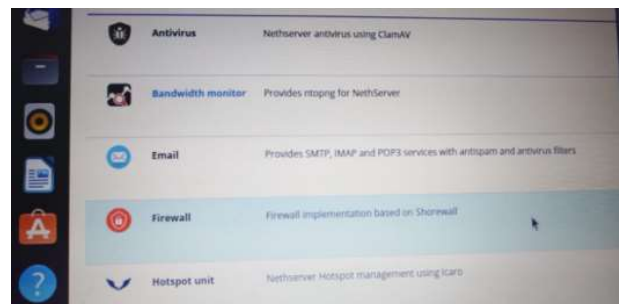 Antivirus Nethserver antivirus using ClamAV
Bandwidth monitor Provides ntopng for NethServer
Email Provides SMTP, IMAP and POP3 services with antispam and antivirus filters
Firewall Firewall implementation based on Shorewall
Hotspot unit Nethserver Hotspot management using Icaro